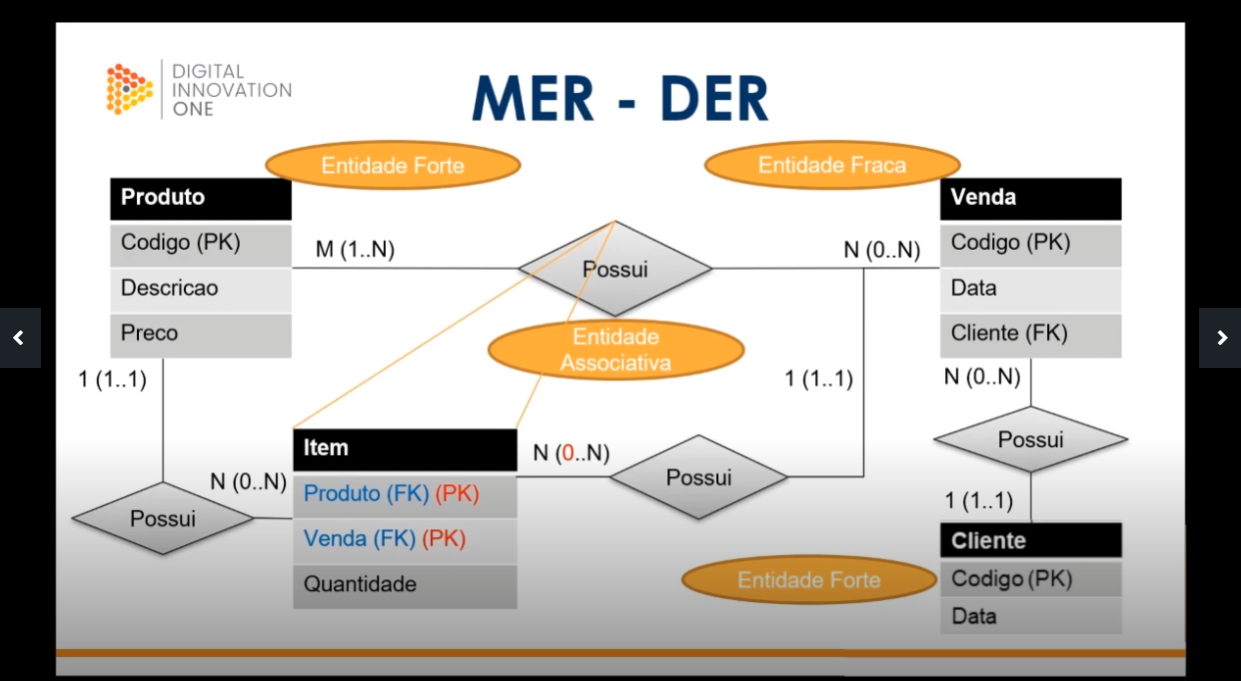 DIGITAL
INNOVATION
ONE
MER - DER
Entidade Forte
Entidade Fraca
Produto
Codigo (PK)
Descricao
Preco
M (1..N)
Possui
N (0..N)
Venda
Codigo (PK)
Data
Cliente (FK)
Entidade
Associativa
1 (1..1)
1 (1..1)
N (0..N)
Item
Produto (FK) (PK)
Venda (FK) (PK)
Quantidade
N (0..N)
Possui
N (0..N)
Possui
Possui
1 (1..1)
Cliente
Codigo (PK)
Data
Entidade Forte